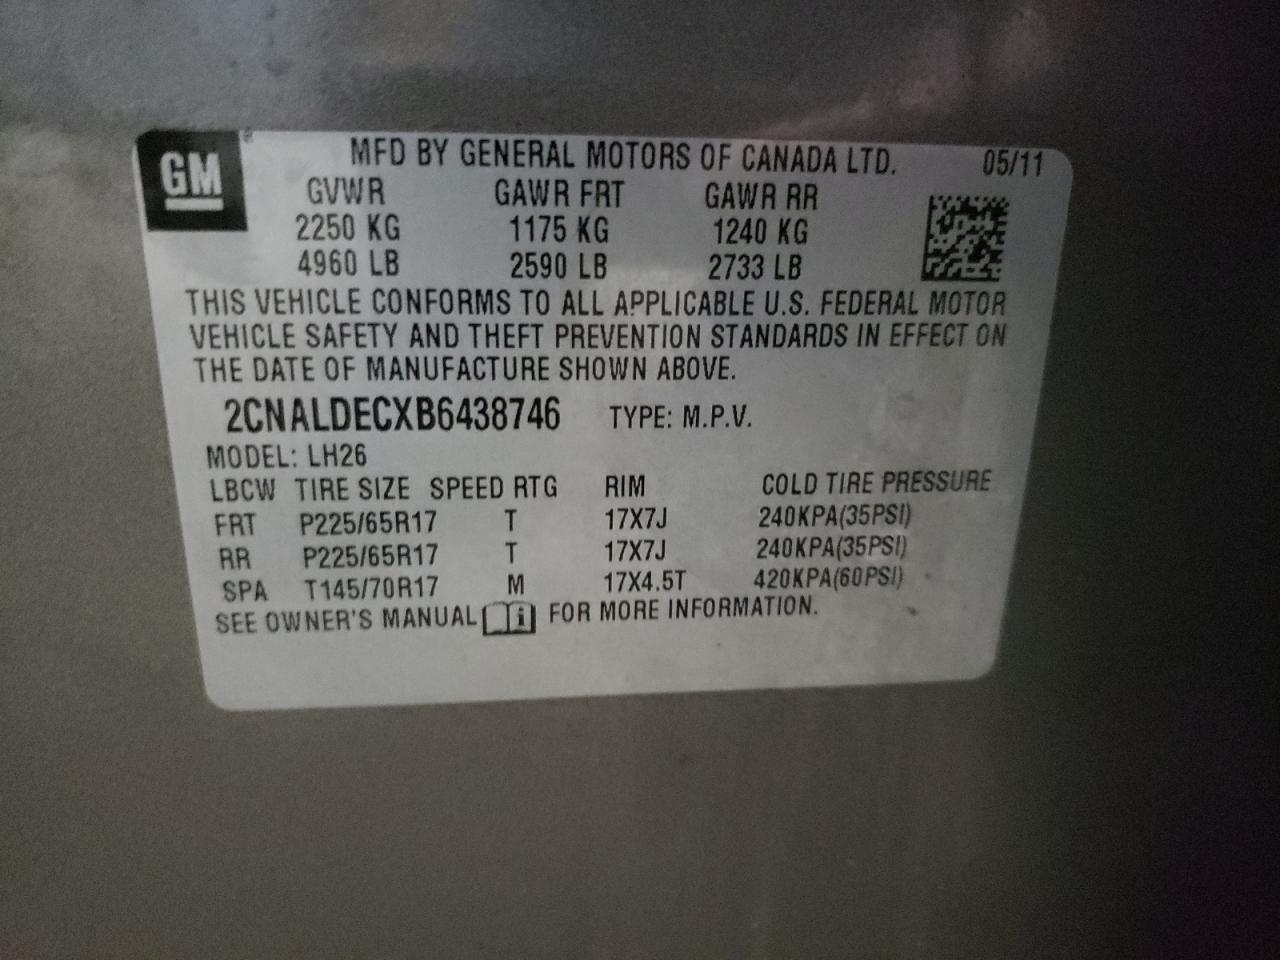 GM MFD BY GENERAL MOTORS OF CANADA LTD. 05/11
GVWR GAWR FRT GAWR RR
2250 KG 1175 KG 1240 KG
4960 LB 2590 LB 2733 LB
THIS VEHICLE CONFORMS TO ALL APPLICABLE U.S. FEDERAL MOTOR
VEHICLE SAFETY AND THEFT PREVENTION STANDARDS IN EFFECT ON
THE DATE OF MANUFACTURE SHOWN ABOVE.
2CNALDECXB6438746 TYPE: M.P.V.
MODEL: LH26
LBCW TIRE SIZE SPEED RTG RIM COLD TIRE PRESSURE
FRT P225/65R17 T 17X7J 240KPA(35PSI)
RR P225/65R17 T 17X7J 240KPA(35PSI)
SPA T145/70R17 M 17X4.5T 420KPA(60PSI)
SEE OWNER'S MANUAL i FOR MORE INFORMATION.